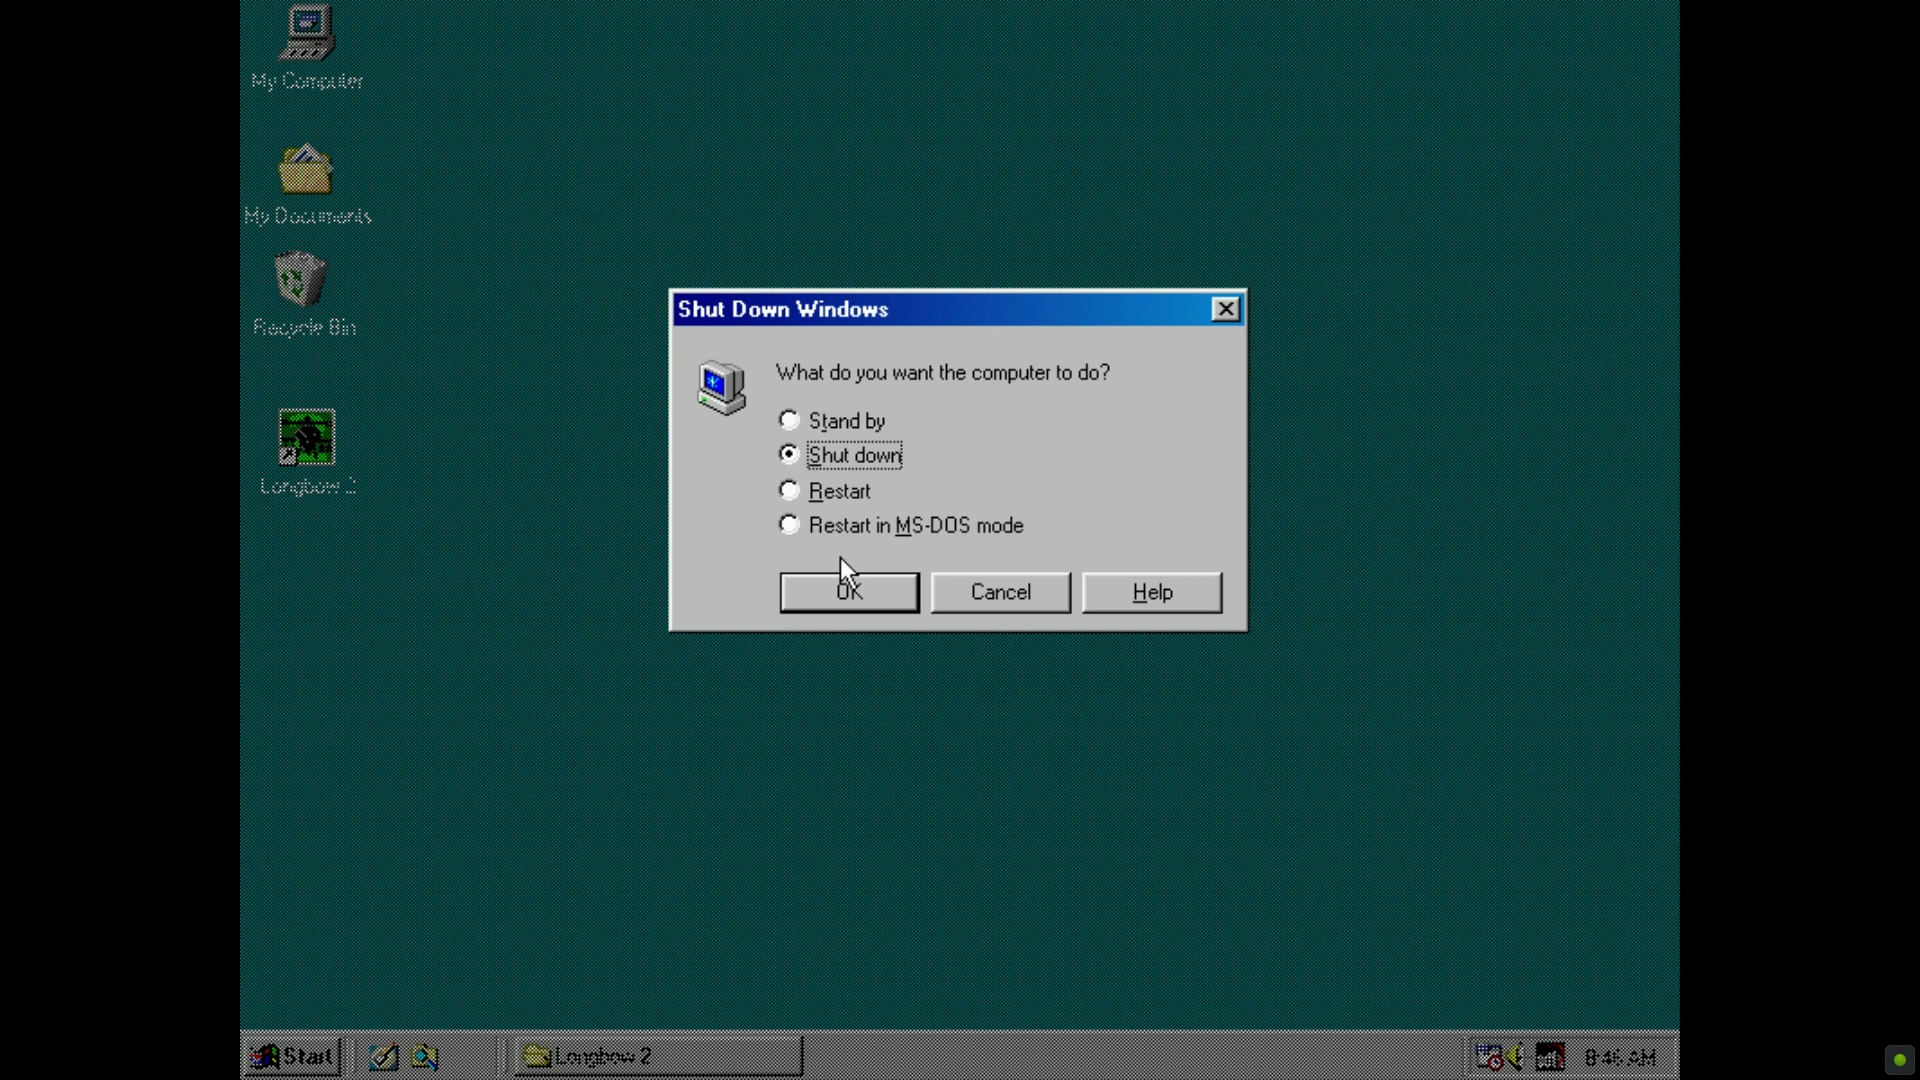 My Computer
My Documents
Recycle Bin
Longbow 2
Shut Down Windows
What do you want the computer to do?
Stand by
Shut down
Restart
Restart in MS-DOS mode
OK
Cancel
Help
Start
Longbow 2
8:46 AM